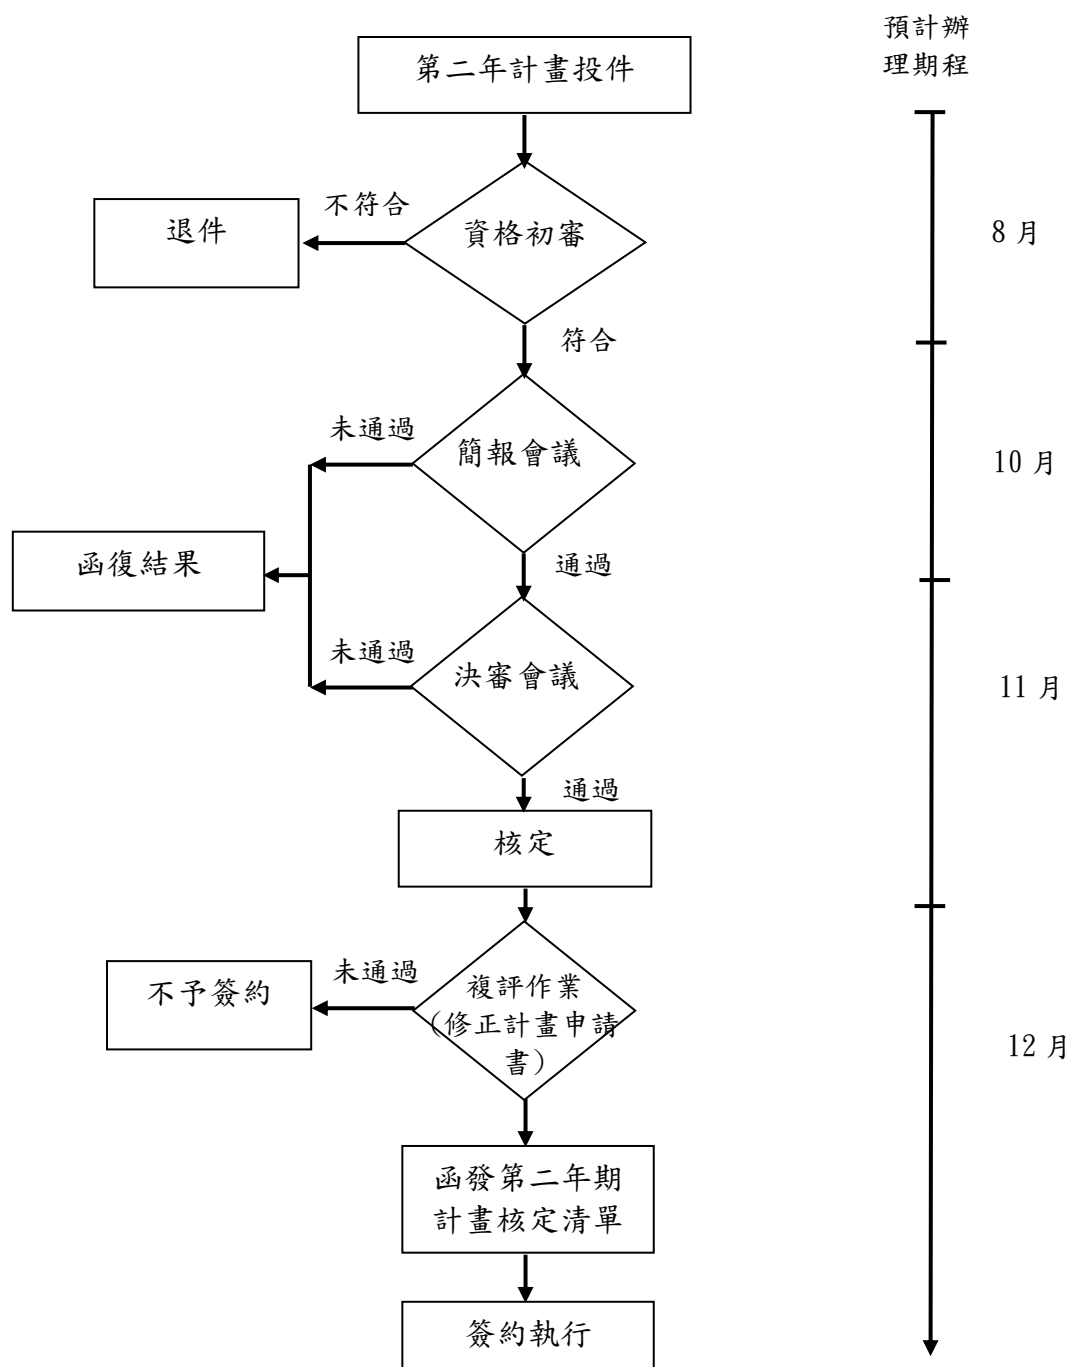 預計辦
理期程
第二年計畫投件
不符合
退件
資格初審
8 月
符合
未通過
簡報會議
10 月
函復結果
通過
未通過
決審會議
11 月
通過
核定
未通過
不予簽約
複評作業
(修正計畫申請
書)
12 月
函發第二年期
計畫核定清單
簽約執行